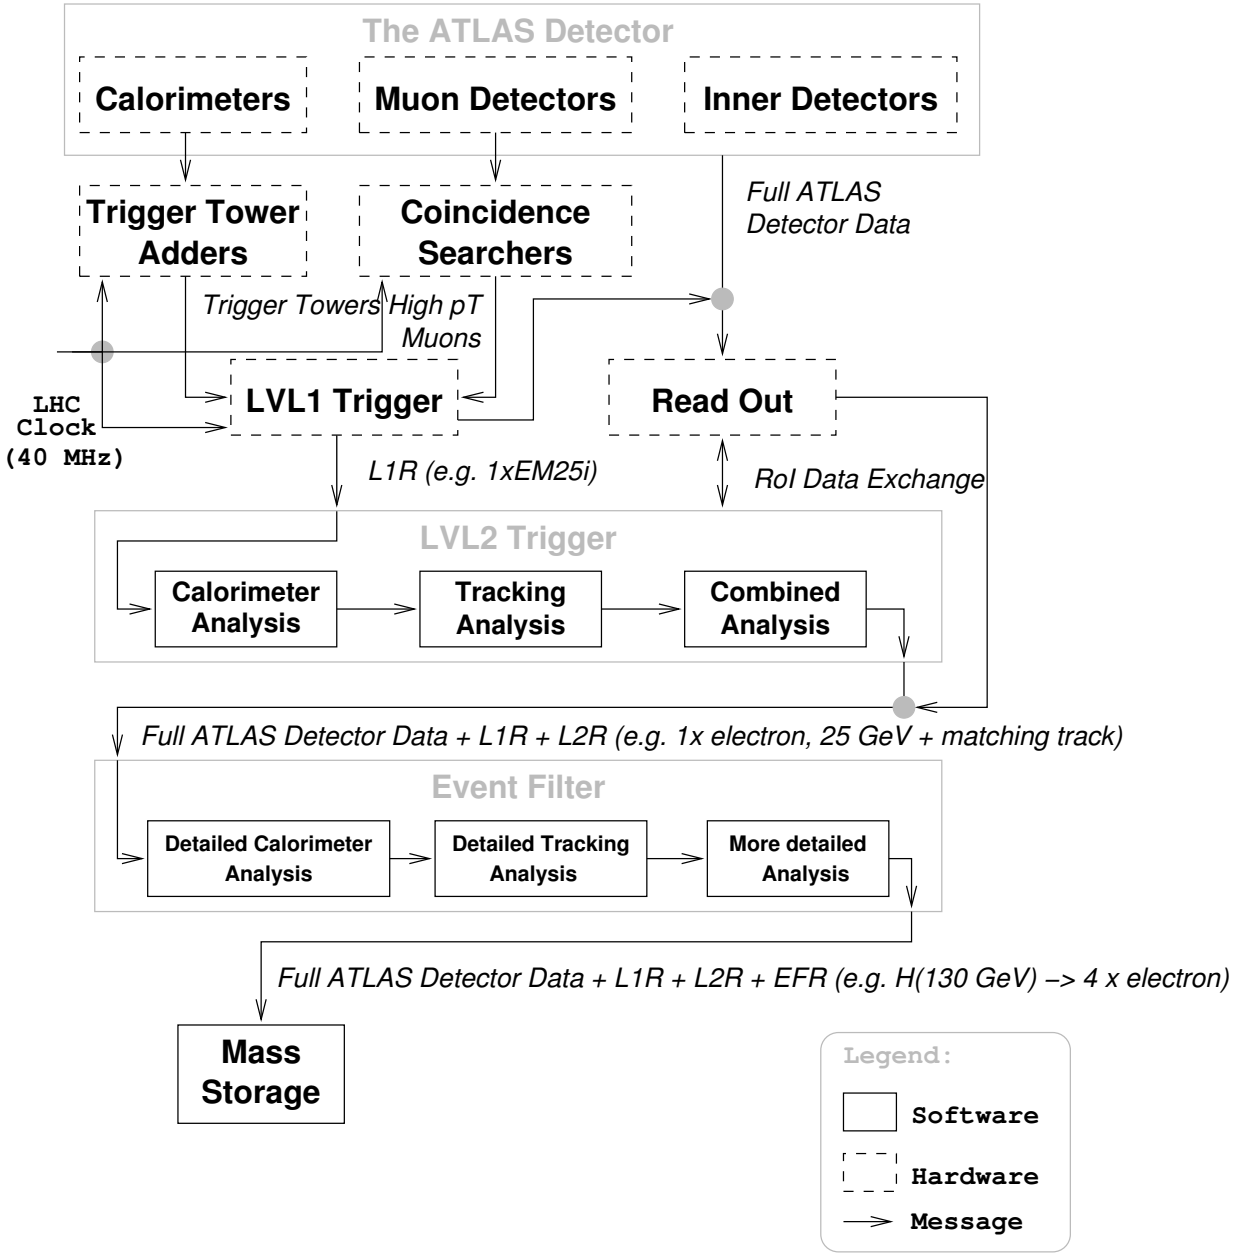 The ATLAS Detector
Calorimeters
Muon Detectors
Inner Detectors
Trigger Tower
Adders
Coincidence
Searchers
Full ATLAS
Detector Data
Trigger Towers
High pT
Muons
LHC
Clock
(40 MHz)
LVL1 Trigger
Read Out
L1R (e.g. 1xEM25i)
RoI Data Exchange
LVL2 Trigger
Calorimeter
Analysis
Tracking
Analysis
Combined
Analysis
Full ATLAS Detector Data + L1R + L2R (e.g. 1x electron, 25 GeV + matching track)
Event Filter
Detailed Calorimeter
Analysis
Detailed Tracking
Analysis
More detailed
Analysis
Full ATLAS Detector Data + L1R + L2R + EFR (e.g. H(130 GeV) −> 4 x electron)
Mass
Storage
Legend:
Software
Hardware
Message